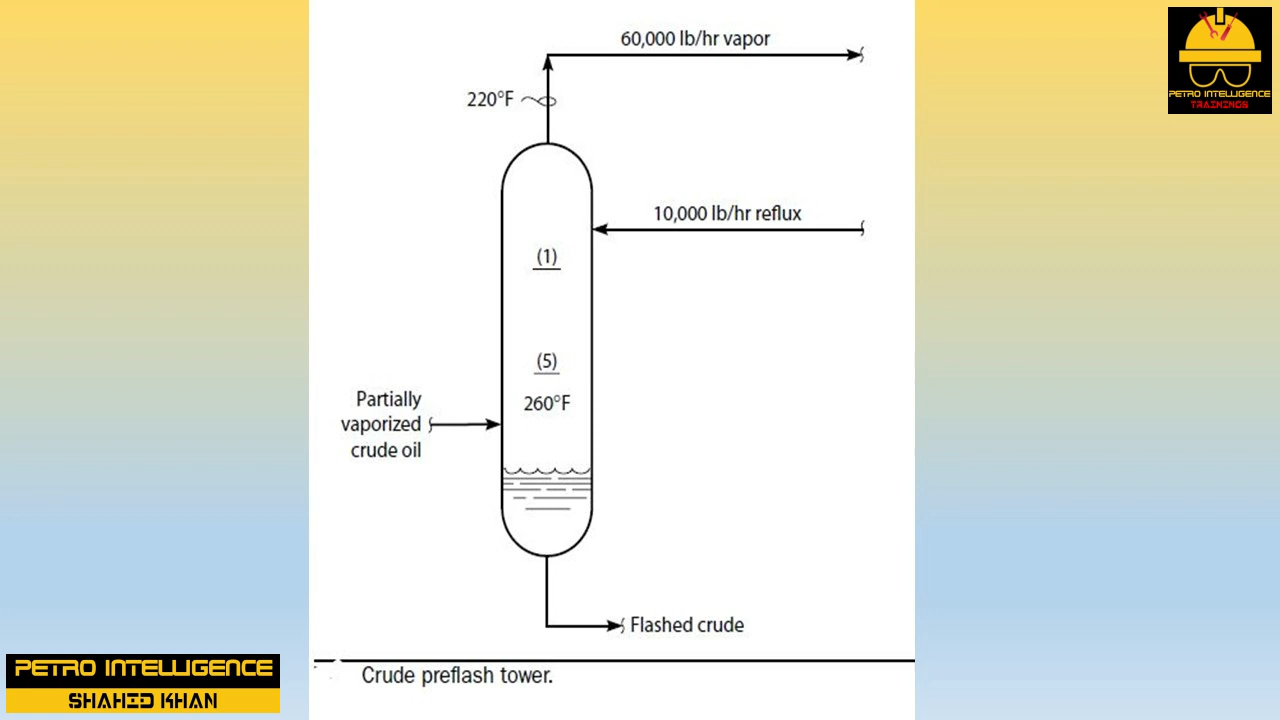 60,000 lb/hr vapor
PETRO INTELLIGENCE
TRAININGS
220°F
10,000 lb/hr reflux
(1)
(5)
260°F
Partially
vaporized
crude oil
Flashed crude
PETRO INTELLIGENCE
SHAHID KHAN
Crude preflash tower.